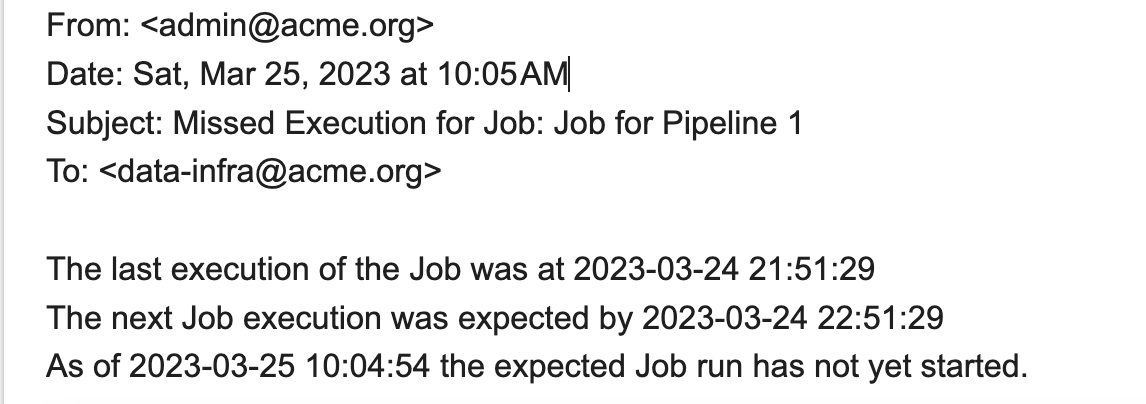 From: <admin@acme.org>
Date: Sat, Mar 25, 2023 at 10:05AM
Subject: Missed Execution for Job: Job for Pipeline 1
To: <data-infra@acme.org>
The last execution of the Job was at 2023-03-24 21:51:29
The next Job execution was expected by 2023-03-24 22:51:29
As of 2023-03-25 10:04:54 the expected Job run has not yet started.